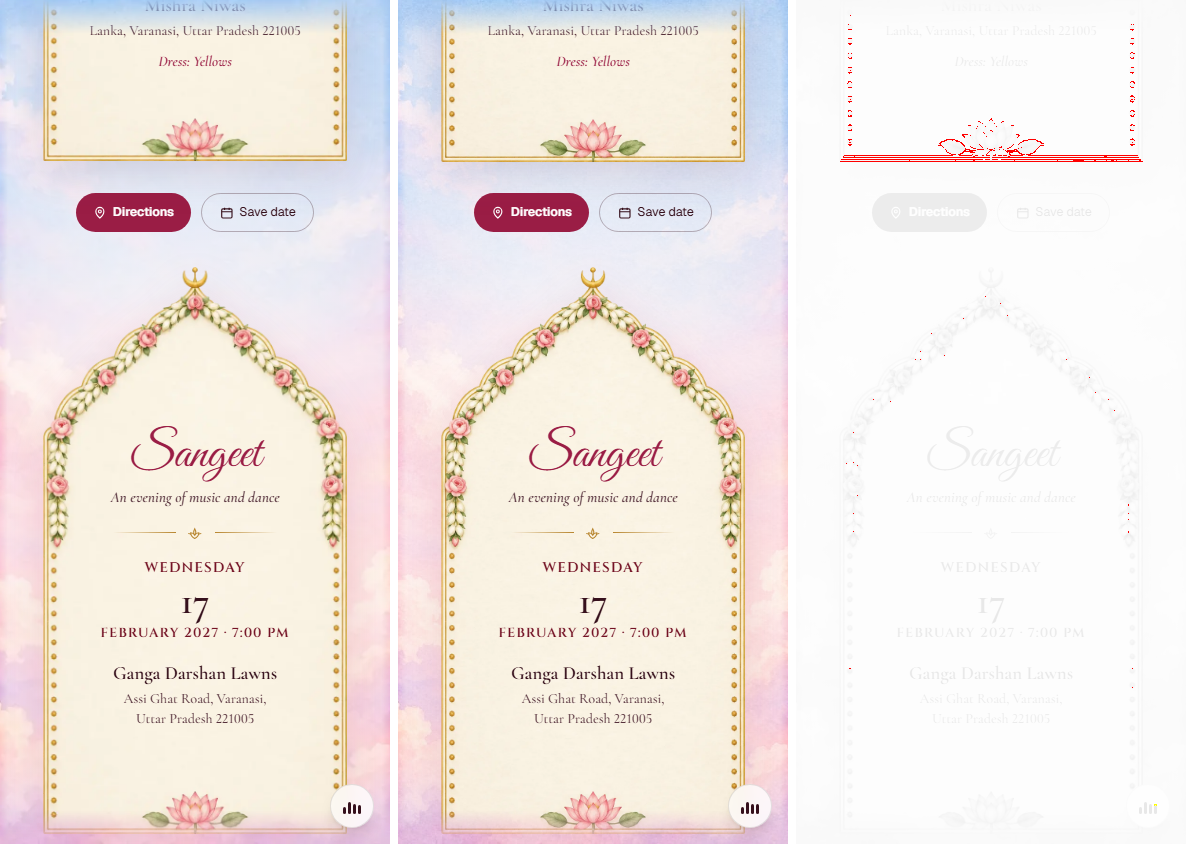 Mishra Niwas
Lanka, Varanasi, Uttar Pradesh 221005
Dress: Yellows
Directions
Save date
Sangeet
An evening of music and dance
WEDNESDAY
17
FEBRUARY 2027 · 7:00 PM
Ganga Darshan Lawns
Assi Ghat Road, Varanasi,
Uttar Pradesh 221005
Mishra Niwas
Lanka, Varanasi, Uttar Pradesh 221005
Dress: Yellows
Directions
Save date
Sangeet
An evening of music and dance
WEDNESDAY
17
FEBRUARY 2027 · 7:00 PM
Ganga Darshan Lawns
Assi Ghat Road, Varanasi,
Uttar Pradesh 221005
Mishra Niwas
Lanka, Varanasi, Uttar Pradesh 221005
Dress: Yellows
Directions
Save date
Sangeet
An evening of music and dance
WEDNESDAY
17
FEBRUARY 2027 · 7:00 PM
Ganga Darshan Lawns
Assi Ghat Road, Varanasi,
Uttar Pradesh 221005